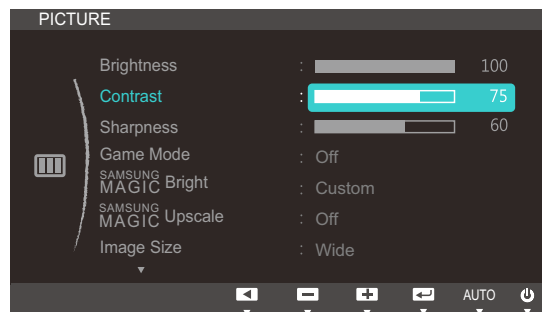 PICTURE
Brightness : 100
Contrast : 75
Sharpness : 60
Game Mode : Off
SAMSUNG MAGIC Bright : Custom
SAMSUNG MAGIC Upscale : Off
Image Size : Wide
AUTO